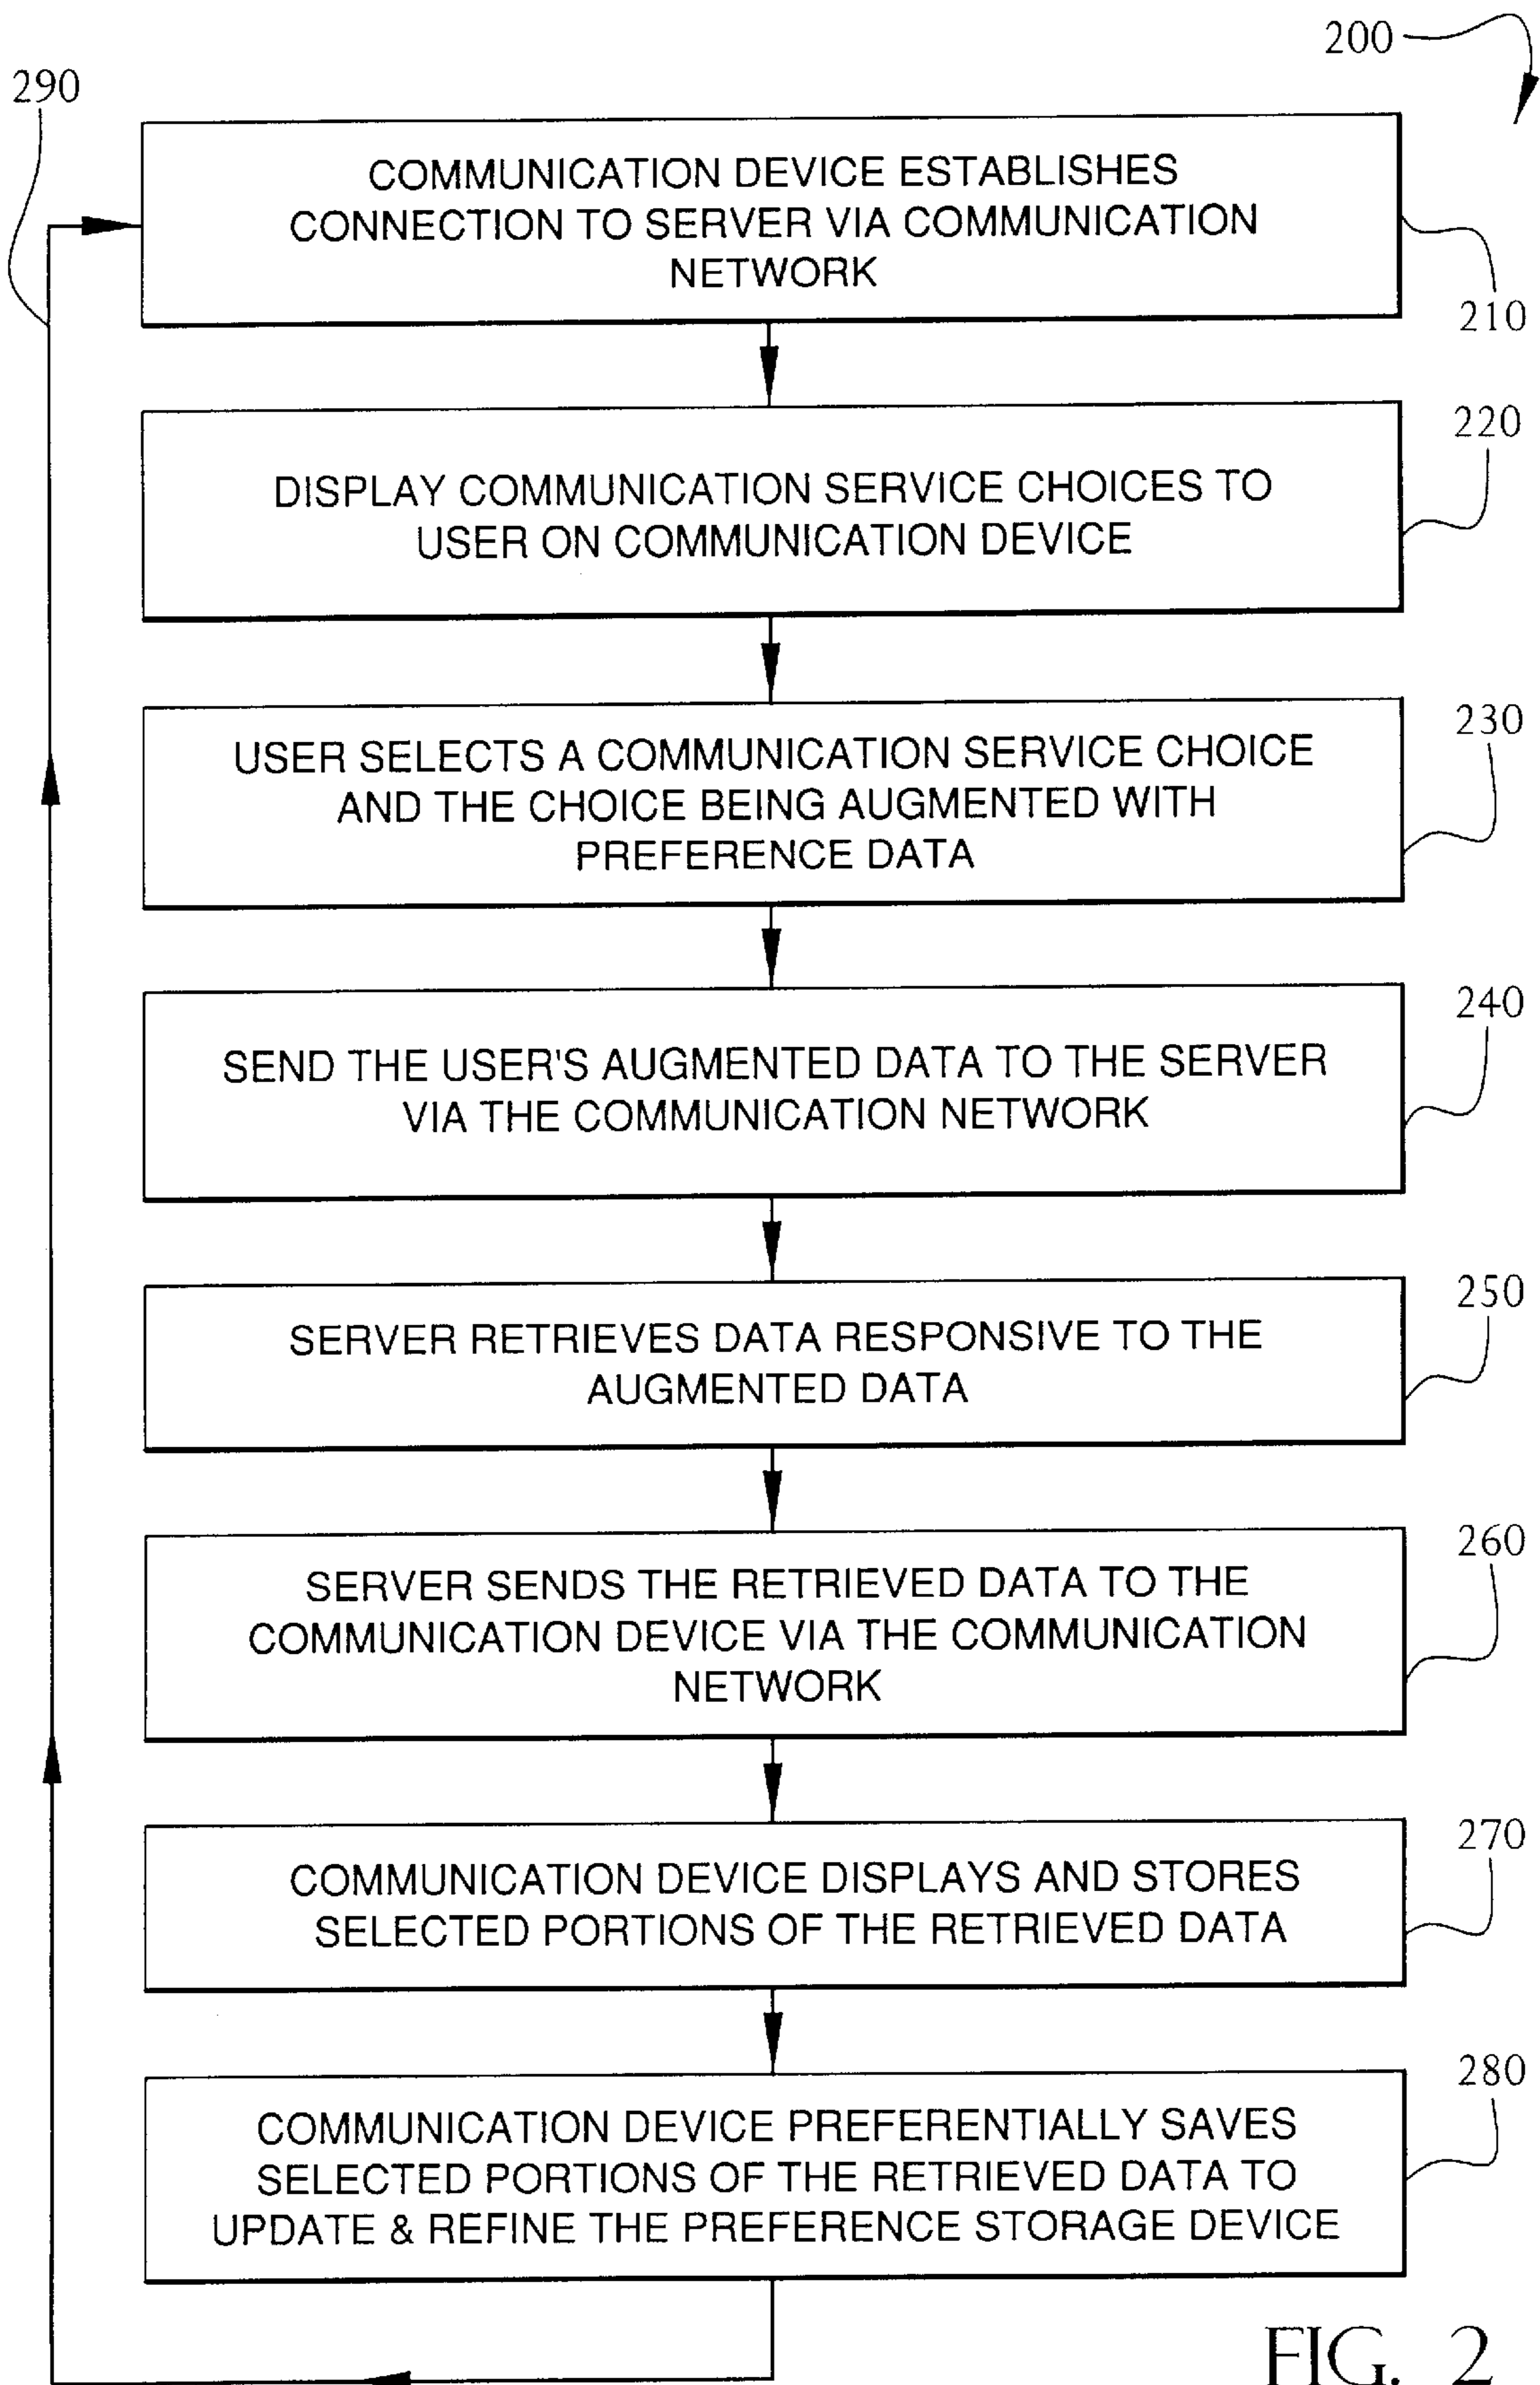 200
290
COMMUNICATION DEVICE ESTABLISHES
CONNECTION TO SERVER VIA COMMUNICATION
NETWORK
210
220
DISPLAY COMMUNICATION SERVICE CHOICES TO
USER ON COMMUNICATION DEVICE
230
USER SELECTS A COMMUNICATION SERVICE CHOICE
AND THE CHOICE BEING AUGMENTED WITH
PREFERENCE DATA
240
SEND THE USER'S AUGMENTED DATA TO THE SERVER
VIA THE COMMUNICATION NETWORK
250
SERVER RETRIEVES DATA RESPONSIVE TO THE
AUGMENTED DATA
260
SERVER SENDS THE RETRIEVED DATA TO THE
COMMUNICATION DEVICE VIA THE COMMUNICATION
NETWORK
270
COMMUNICATION DEVICE DISPLAYS AND STORES
SELECTED PORTIONS OF THE RETRIEVED DATA
280
COMMUNICATION DEVICE PREFERENTIALLY SAVES
SELECTED PORTIONS OF THE RETRIEVED DATA TO
UPDATE & REFINE THE PREFERENCE STORAGE DEVICE
FIG. 2